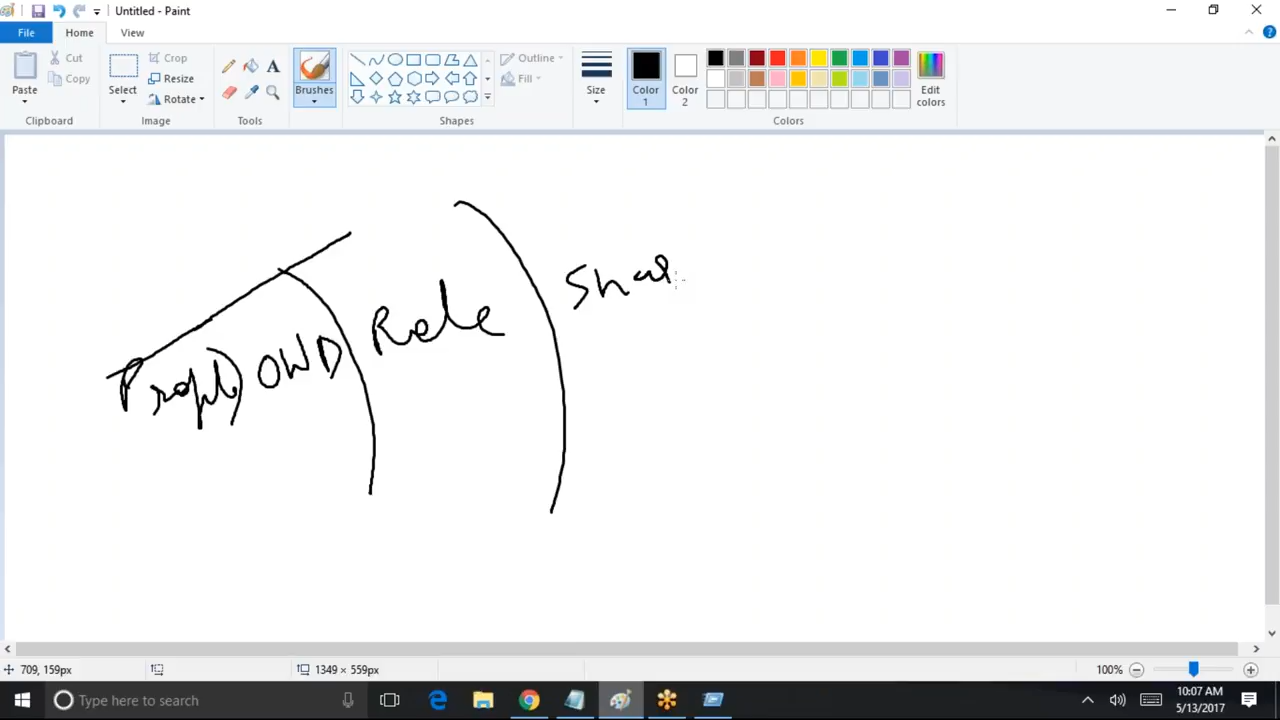 Untitled - Paint
File
Home
View
Paste
Cut
Copy
Clipboard
Select
Crop
Resize
Rotate
Image
A
Tools
Brushes
Shapes
Outline
Fill
Size
Color 1
Color 2
Edit colors
Colors
OWD
Role
Shar
709, 159px
1349 × 559px
100%
Type here to search
10:07 AM
5/13/2017